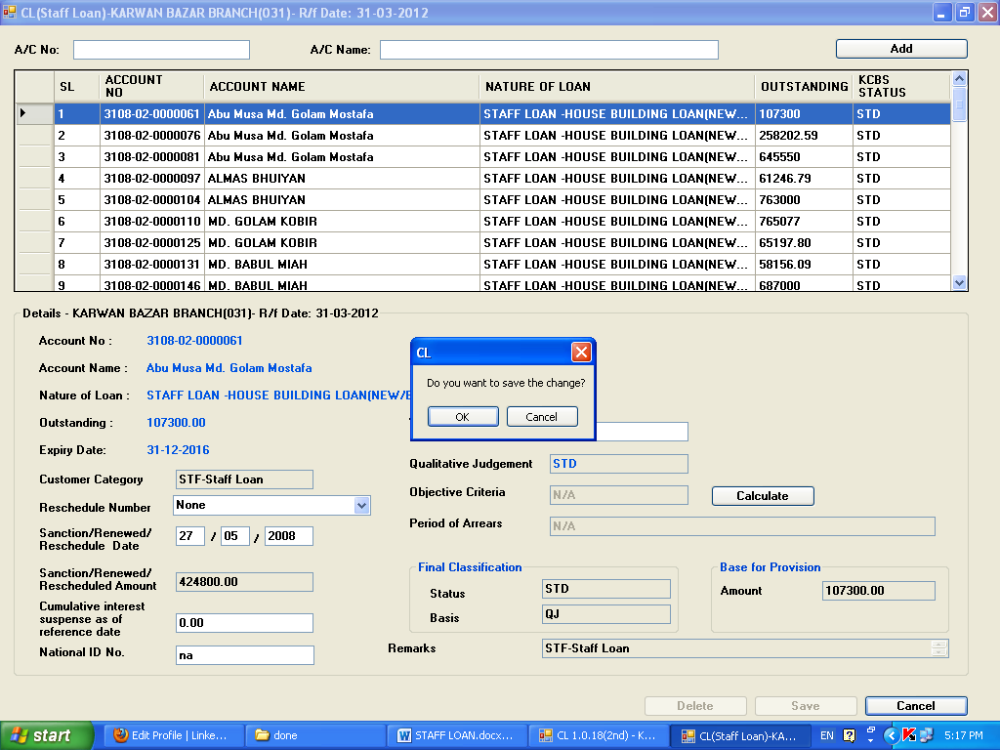 CL(Staff Loan)-KARWAN BAZAR BRANCH(031)- R/f Date: 31-03-2012
A/C No: A/C Name: Add
SL ACCOUNT NO ACCOUNT NAME NATURE OF LOAN OUTSTANDING KCBS STATUS
1 3108-02-0000061 Abu Musa Md. Golam Mostafa STAFF LOAN -HOUSE BUILDING LOAN(NEW... 107300 STD
2 3108-02-0000076 Abu Musa Md. Golam Mostafa STAFF LOAN -HOUSE BUILDING LOAN(NEW... 258202.59 STD
3 3108-02-0000081 Abu Musa Md. Golam Mostafa STAFF LOAN -HOUSE BUILDING LOAN(NEW... 645550 STD
4 3108-02-0000097 ALMAS BHUIYAN STAFF LOAN -HOUSE BUILDING LOAN(NEW... 61246.79 STD
5 3108-02-0000104 ALMAS BHUIYAN STAFF LOAN -HOUSE BUILDING LOAN(NEW... 763000 STD
6 3108-02-0000110 MD. GOLAM KOBIR STAFF LOAN -HOUSE BUILDING LOAN(NEW... 765077 STD
7 3108-02-0000125 MD. GOLAM KOBIR STAFF LOAN -HOUSE BUILDING LOAN(NEW... 65197.80 STD
8 3108-02-0000131 MD. BABUL MIAH STAFF LOAN -HOUSE BUILDING LOAN(NEW... 58156.09 STD
9 3108-02-0000146 MD. BABUL MIAH STAFF LOAN -HOUSE BUILDING LOAN(NEW... 687000 STD
Details - KARWAN BAZAR BRANCH(031)- R/f Date: 31-03-2012
Account No : 3108-02-0000061
Account Name : Abu Musa Md. Golam Mostafa
Nature of Loan : STAFF LOAN -HOUSE BUILDING LOAN(NEW/
Outstanding : 107300.00
Expiry Date: 31-12-2016
Customer Category STF-Staff Loan
Reschedule Number None
Sanction/Renewed/
Reschedule Date 27 / 05 / 2008
Sanction/Renewed/
Rescheduled Amount 424800.00
Cumulative interest
suspense as of
reference date 0.00
National ID No. na
CL
Do you want to save the change?
OK Cancel
Qualitative Judgement STD
Objective Criteria N/A Calculate
Period of Arrears N/A
Final Classification
Status STD
Basis QJ
Base for Provision
Amount 107300.00
Remarks STF-Staff Loan
Delete Save Cancel
start Edit Profile | Linke... done STAFF LOAN.docx... CL 1.0.18(2nd) - K... CL(Staff Loan)-KA... EN 5:17 PM